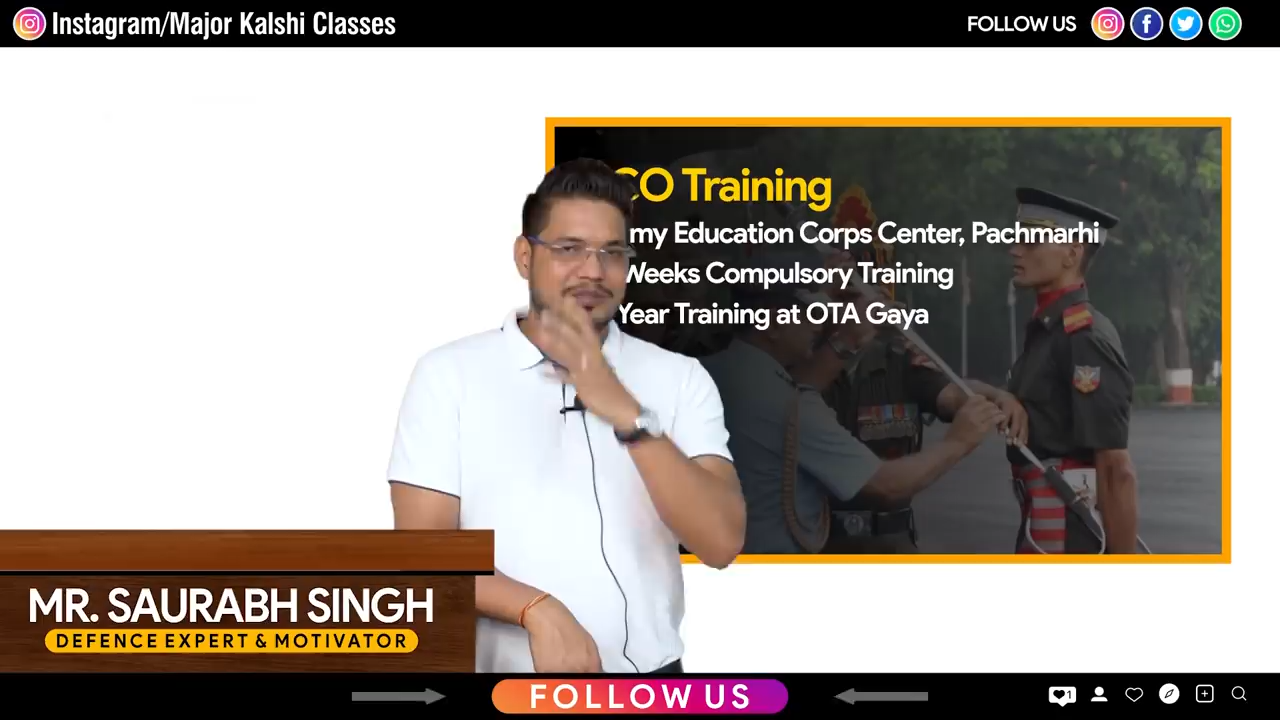 Instagram/Major Kalshi Classes
FOLLOW US
CO Training
my Education Corps Center, Pachmarhi
Weeks Compulsory Training
Year Training at OTA Gaya
MR. SAURABH SINGH
DEFENCE EXPERT & MOTIVATOR
FOLLOW US
1